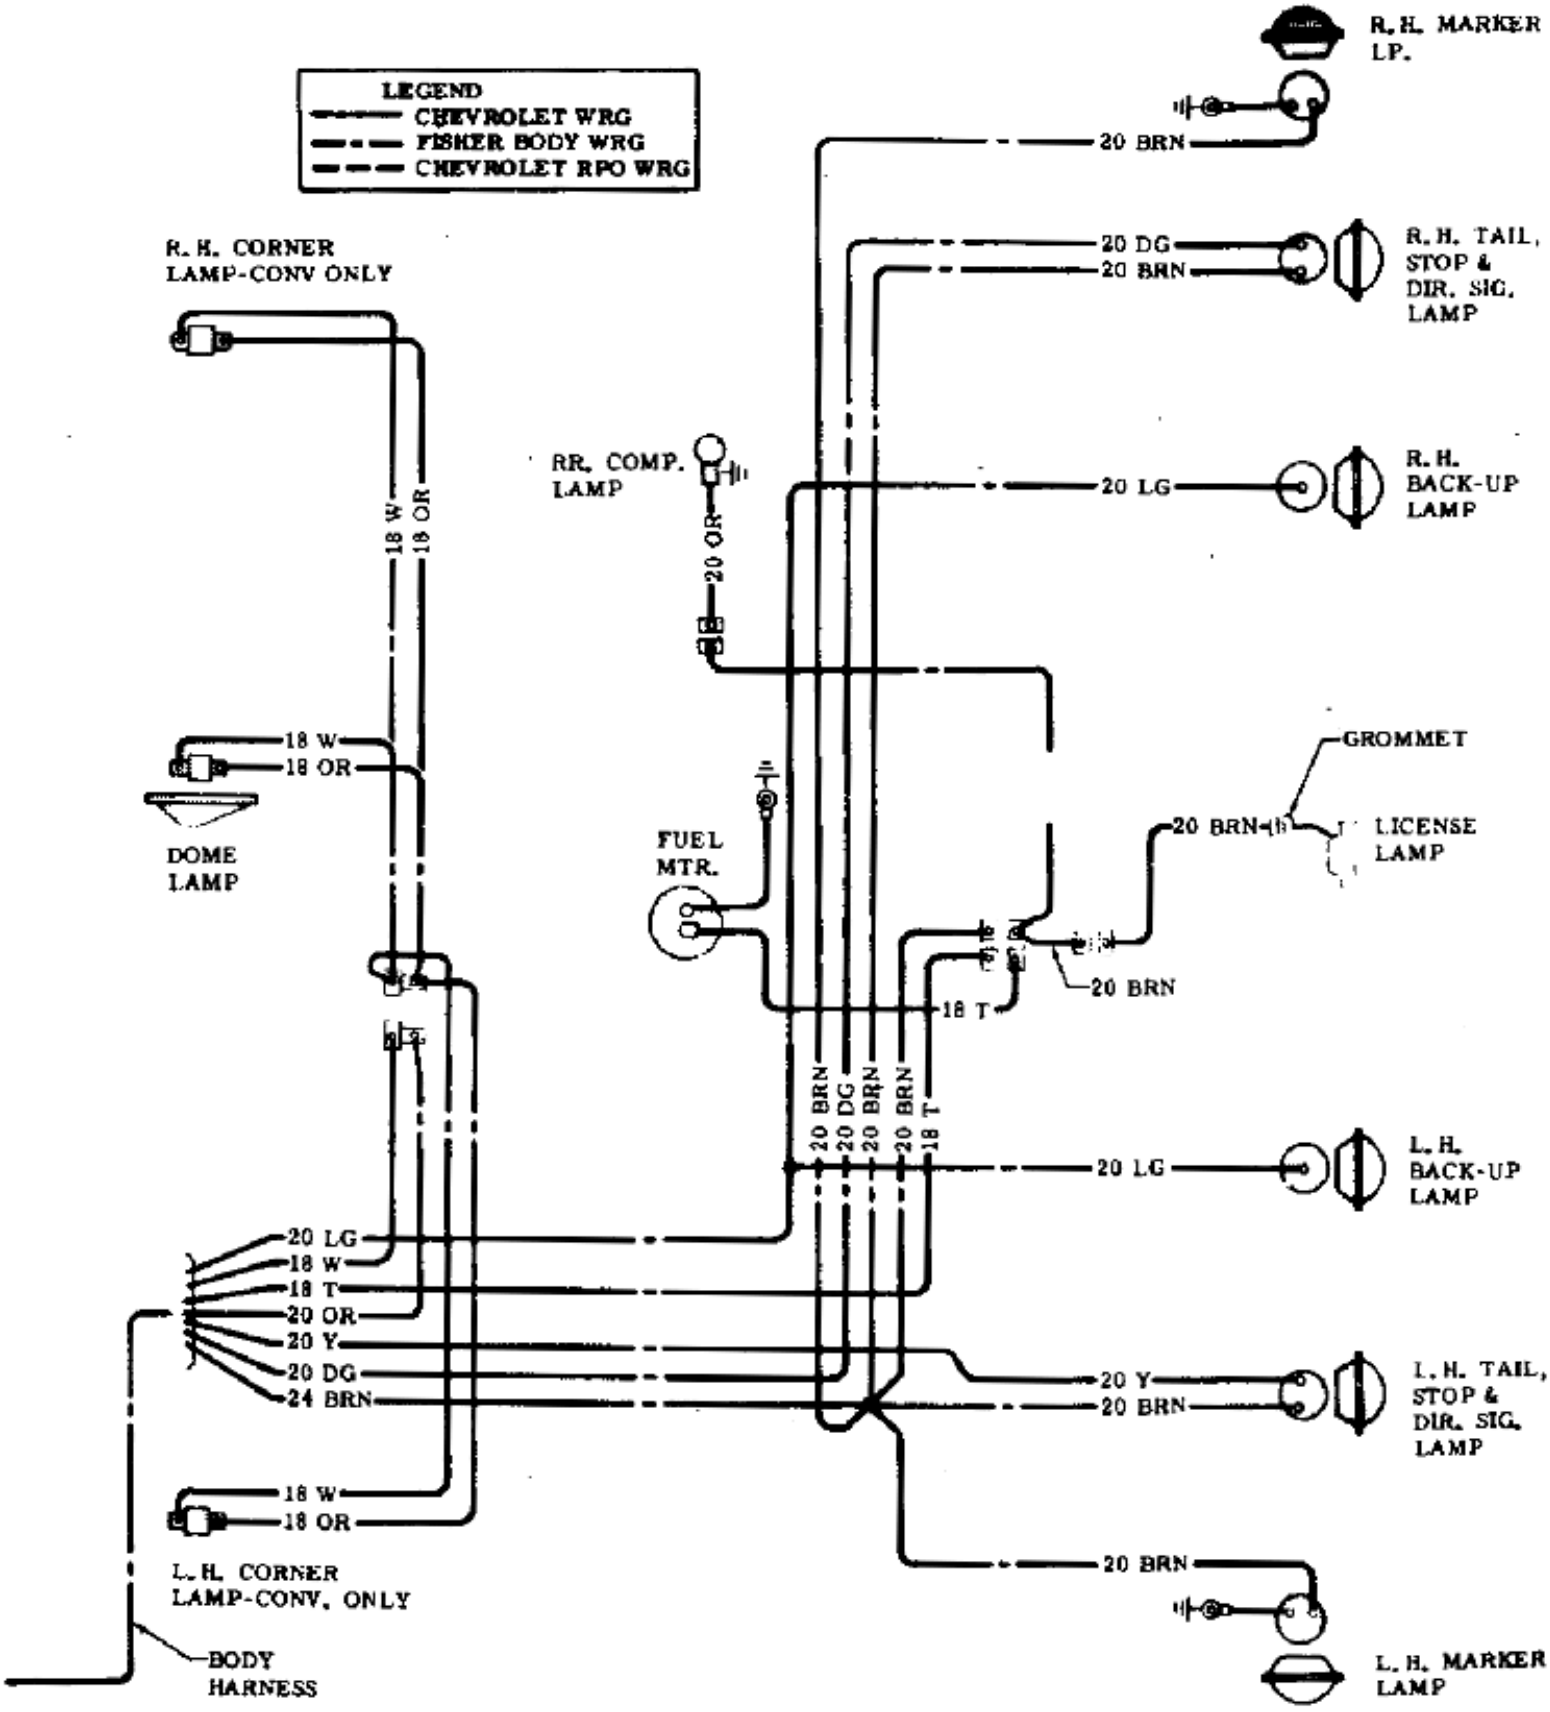 R.H. MARKER
LP.
LEGEND
CHEVROLET WRG
FISHER BODY WRG
CHEVROLET RPO WRG
20 BRN
R.H. CORNER
LAMP-CONV ONLY
20 DG
20 BRN
R.H. TAIL,
STOP &
DIR. SIG.
LAMP
RR. COMP.
LAMP
20 LG
R.H.
BACK-UP
LAMP
18 W
18 OR
20 OR
18 W
18 OR
DOME
LAMP
GROMMET
FUEL
MTR.
20 BRN
LICENSE
LAMP
20 BRN
18 T
20 BRN
20 DG
20 BRN
20 BRN
18 T
20 LG
L.H.
BACK-UP
LAMP
20 LG
18 W
18 T
20 OR
20 Y
20 DG
24 BRN
20 Y
20 BRN
L.H. TAIL,
STOP &
DIR. SIG.
LAMP
18 W
18 OR
L.H. CORNER
LAMP-CONV. ONLY
20 BRN
BODY
HARNESS
L.H. MARKER
LAMP